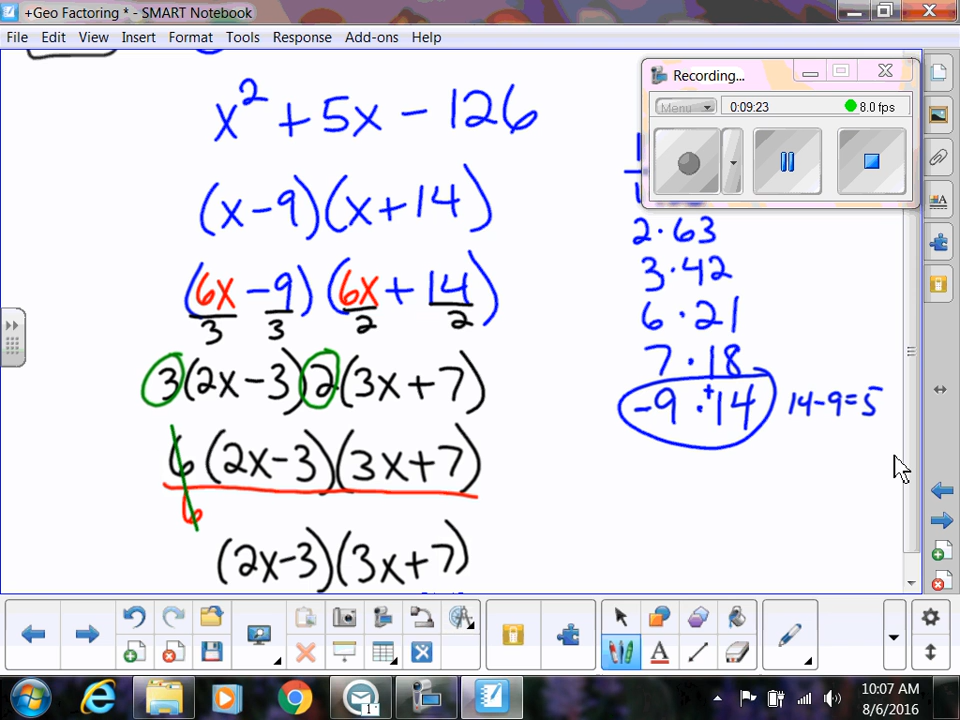 +Geo Factoring * - SMART Notebook
File Edit View Insert Format Tools Response Add-ons Help
Recording...
Menu 0:09:23 8.0 fps
x² + 5x - 126
(x-9)(x+14)
(6x/3 - 9/3)(6x/2 + 14/2)
3(2x-3)2(3x+7)
6(2x-3)(3x+7)
6
(2x-3)(3x+7)
2·63
3·42
6·21
7·18
-9·+14 14-9=5
A
1
10:07 AM
8/6/2016